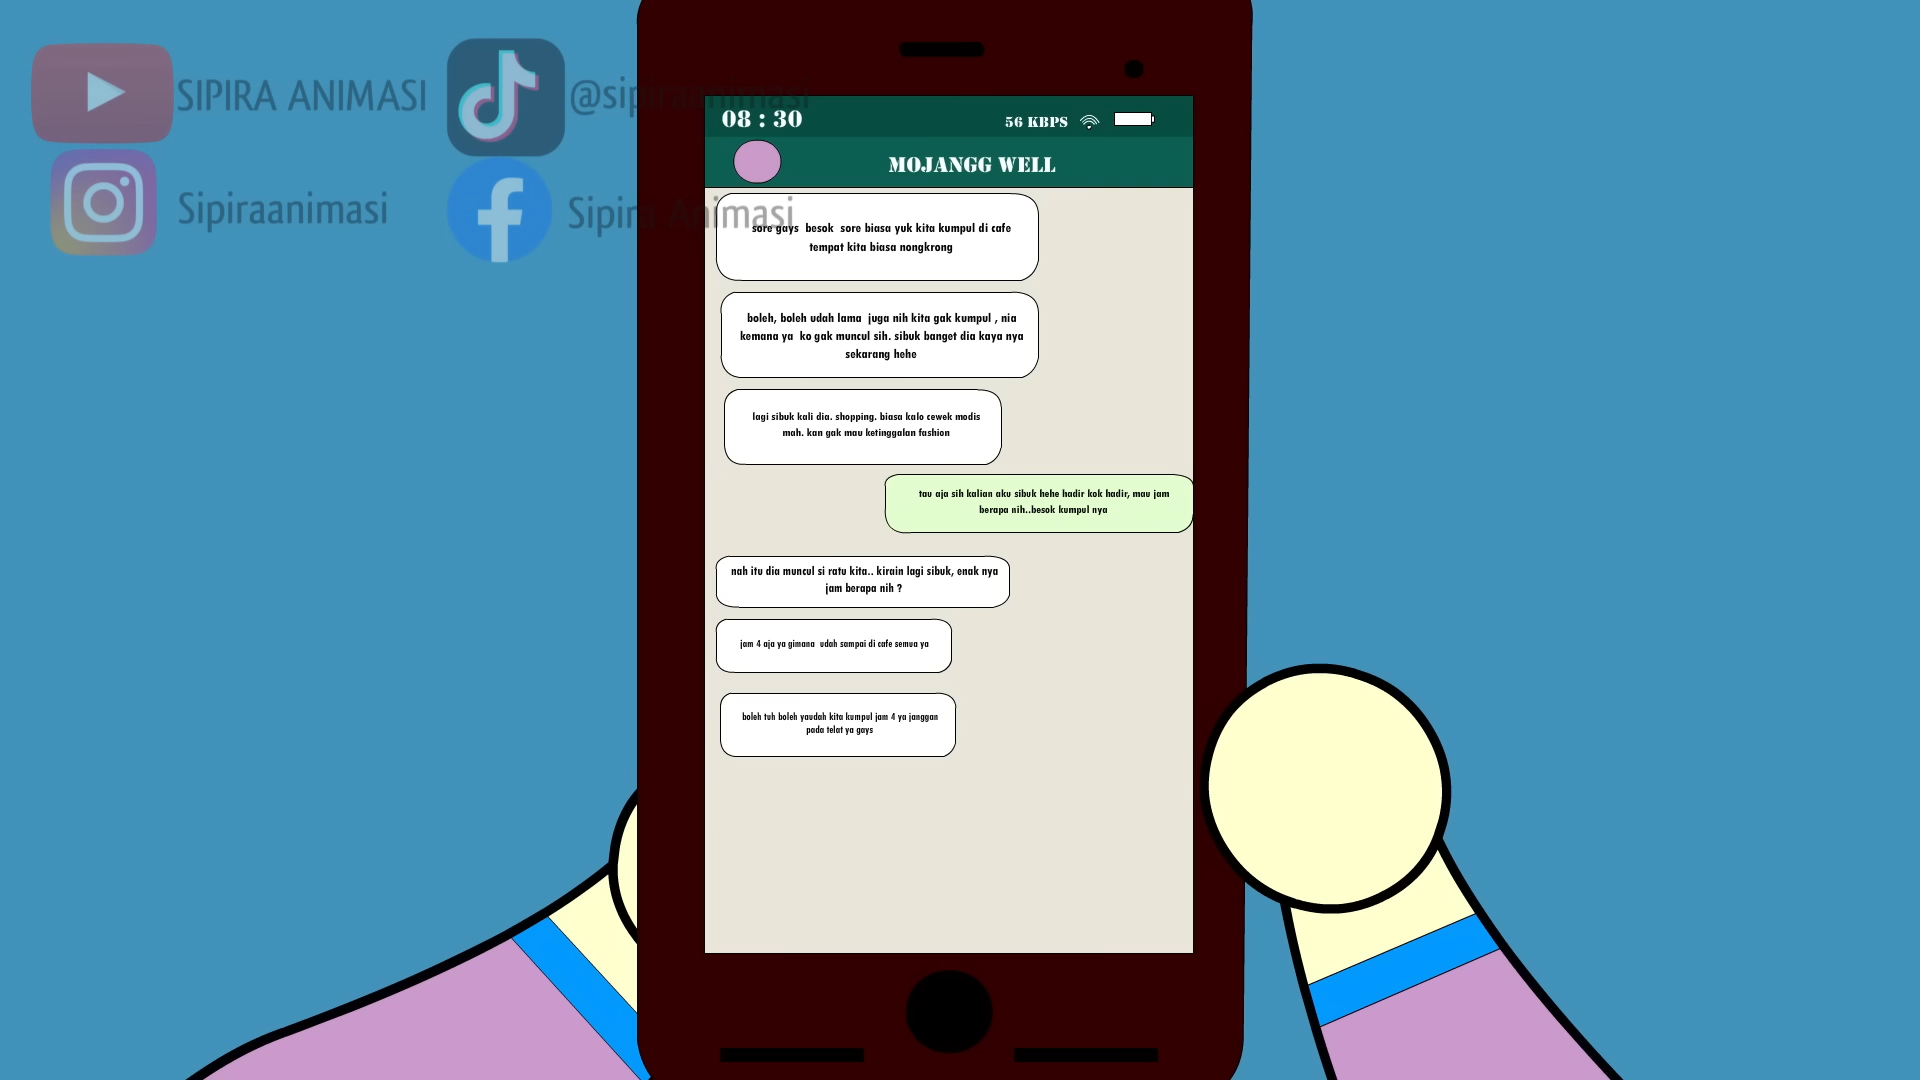 SIPIRA ANIMASI
@sipiraanimasi
Sipiraanimasi
Sipira Animasi
08 : 30
56 KBPS
MOJANGG WELL
sore gays besok sore biasa yuk kita kumpul di cafe
tempat kita biasa nongkrong
boleh, boleh udah lama juga nih kita gak kumpul , nia
kemana ya ko gak muncul sih. sibuk banget dia kaya nya
sekarang hehe
lagi sibuk kali dia. shopping. biasa kalo cewek modis
mah. kan gak mau ketinggalan fashion
tau aja sih kalian aku sibuk hehe hadir kok hadir, mau jam
berapa nih..besok kumpul nya
nah itu dia muncul si ratu kita.. kirain lagi sibuk, enak nya
jam berapa nih ?
jam 4 aja ya gimana udah sampai di cafe semua ya
boleh tuh boleh yaudah kita kumpul jam 4 ya janggan
pada telat ya gays